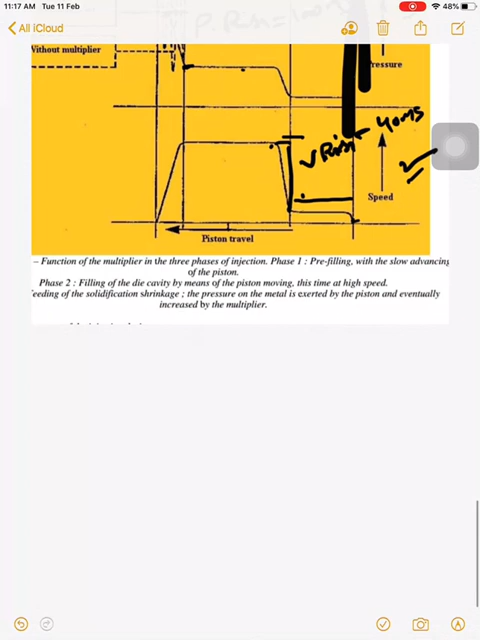 11:17 AM Tue 11 Feb
48%
All iCloud
Without multiplier
ressure
V Rise 40ms
Speed
Piston travel
– Function of the multiplier in the three phases of injection. Phase 1 : Pre-filling, with the slow advancing
of the piston.
Phase 2 : Filling of the die cavity by means of the piston moving, this time at high speed.
eeding of the solidification shrinkage ; the pressure on the metal is exerted by the piston and eventually
increased by the multiplier.